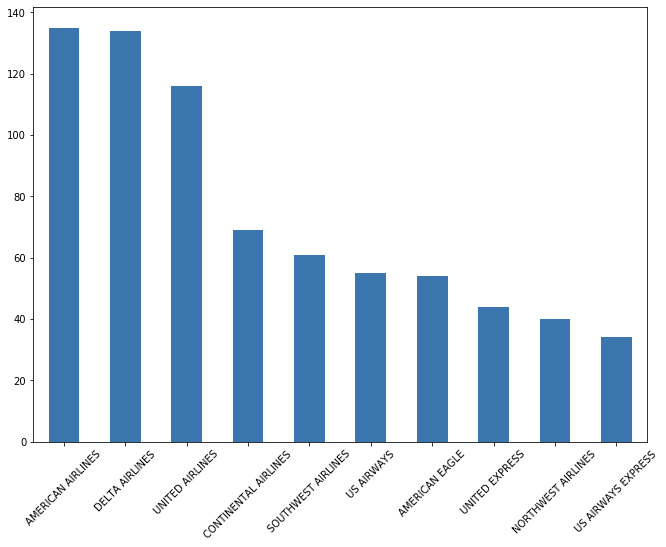 140
120
100
80
60
40
20
0
AMERICAN AIRLINES
DELTA AIRLINES
UNITED AIRLINES
CONTINENTAL AIRLINES
SOUTHWEST AIRLINES
US AIRWAYS
AMERICAN EAGLE
UNITED EXPRESS
NORTHWEST AIRLINES
US AIRWAYS EXPRESS